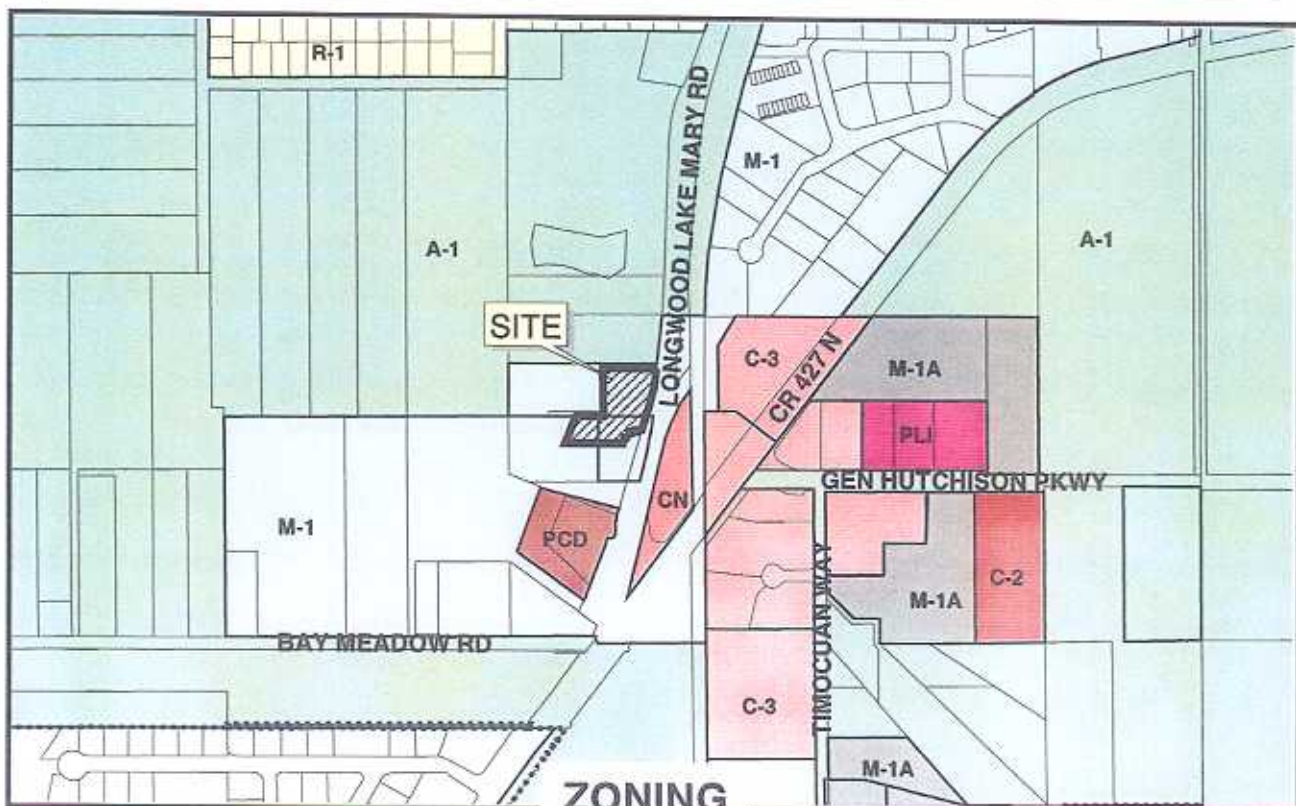 R-1
LONGWOOD LAKE MARY RD
M-1
A-1
A-1
SITE
C-3
CR 427 N
M-1A
PLI
GEN HUTCHISON PKWY
CN
M-1
PCD
TIMOCUAN WAY
M-1A
C-2
BAY MEADOW RD
C-3
M-1A
ZONING